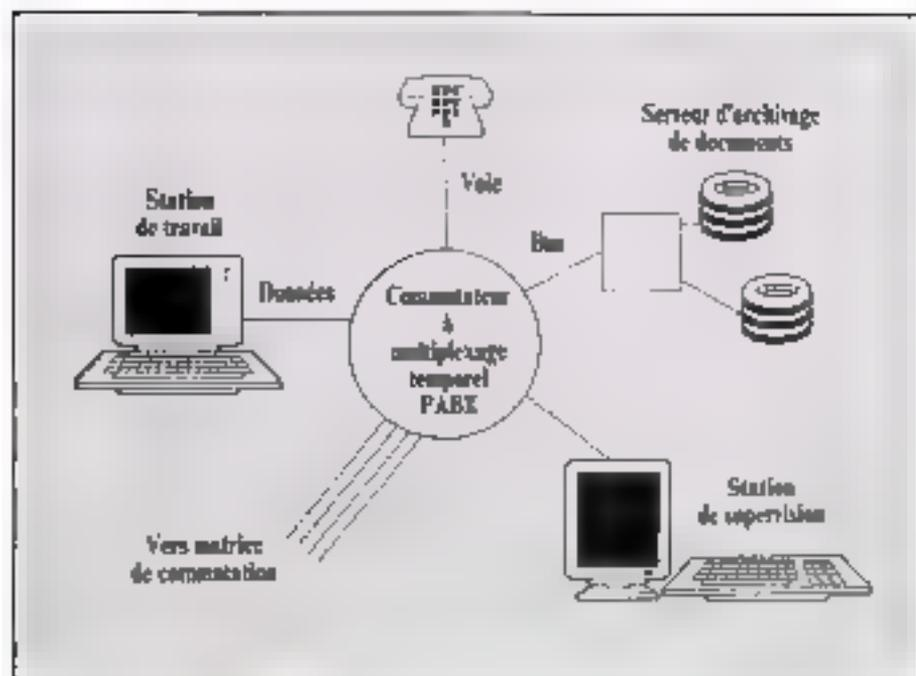 Serveur d'archivage
de documents
Voie
Station
de travail
Bus
Données
Commutateur
à
multiplexage
temporel
PABX
Station
de supervision
Vers matrice
de commutation